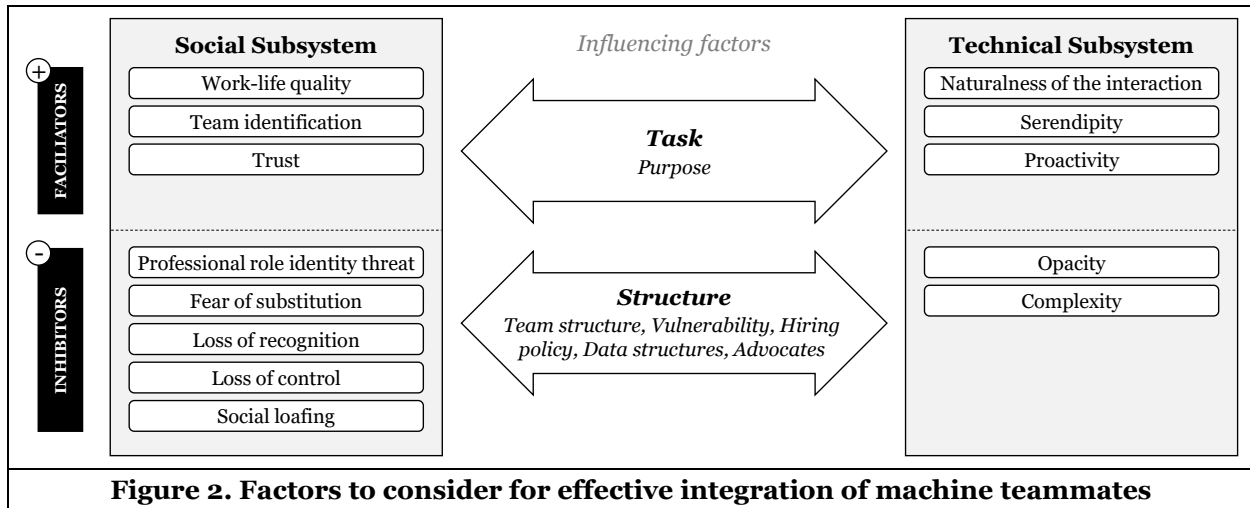 Social Subsystem
Influencing factors
Technical Subsystem
+
FACILIATORS
Work-life quality
Team identification
Trust
Task
Purpose
Naturalness of the interaction
Serendipity
Proactivity
-
INHIBITORS
Professional role identity threat
Fear of substitution
Loss of recognition
Loss of control
Social loafing
Structure
Team structure, Vulnerability, Hiring
policy, Data structures, Advocates
Opacity
Complexity
Figure 2. Factors to consider for effective integration of machine teammates